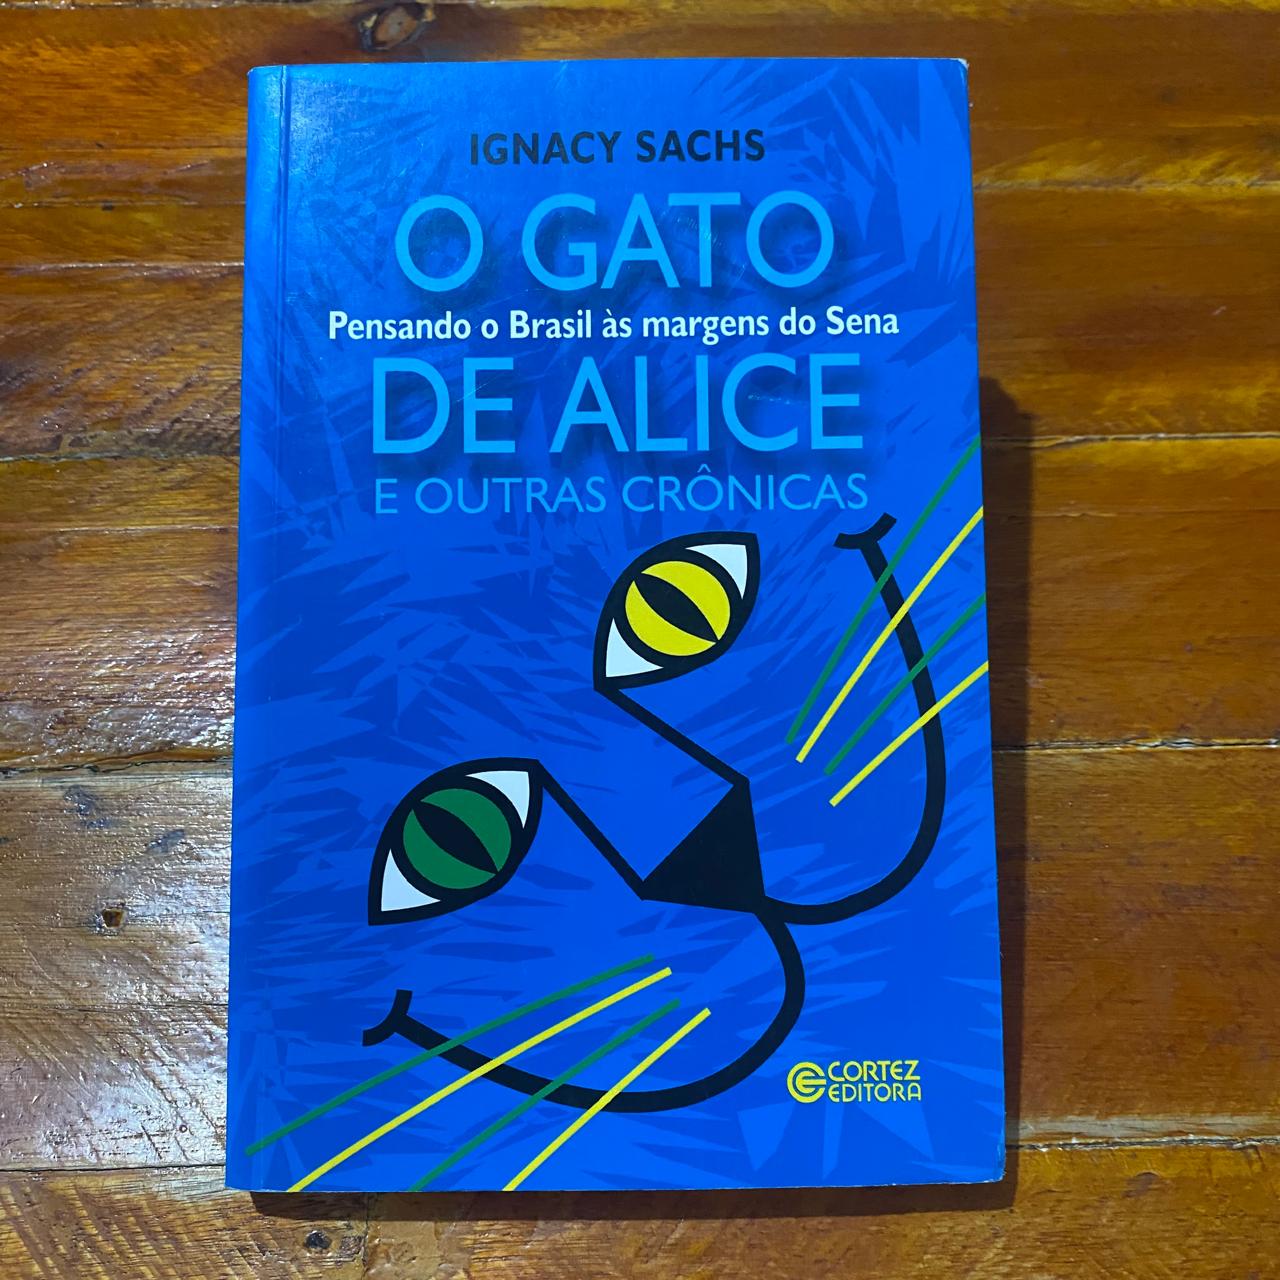 IGNACY SACHS
O GATO
Pensando o Brasil às margens do Sena
DE ALICE
E OUTRAS CRÔNICAS
CORTEZ
EDITORA